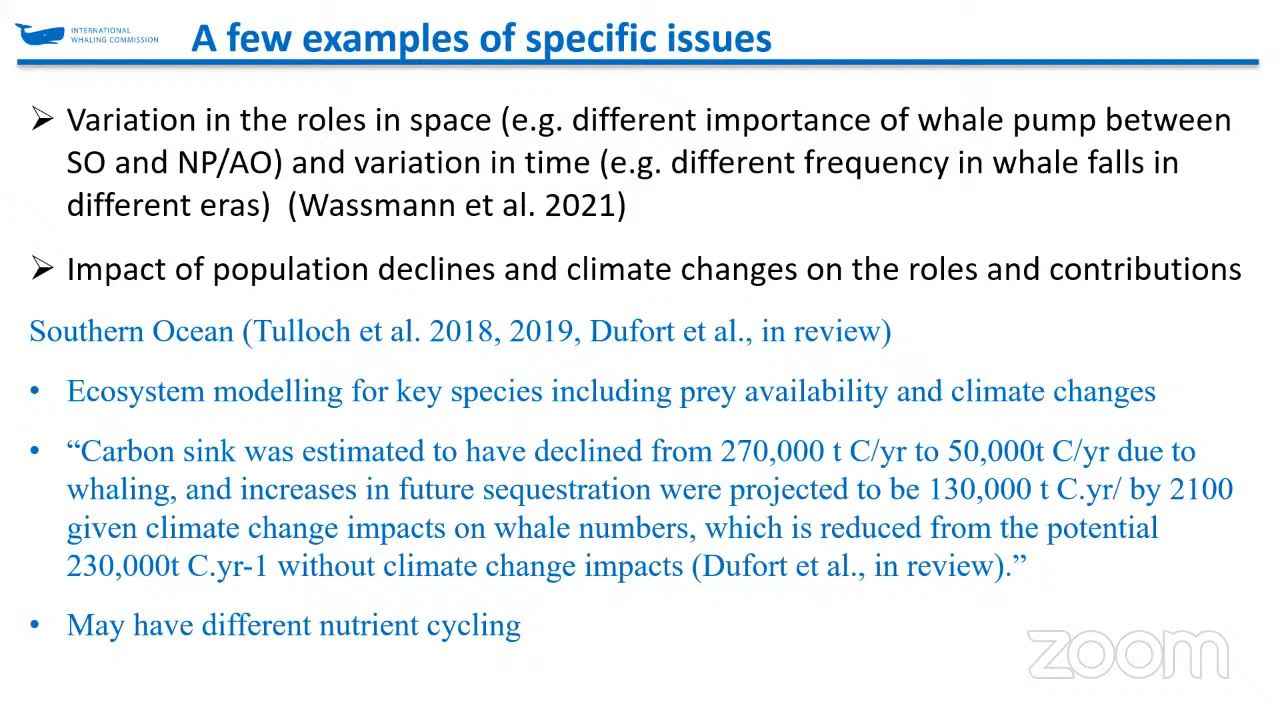 INTERNATIONAL
WHALING COMMISSION
A few examples of specific issues
➢ Variation in the roles in space (e.g. different importance of whale pump between
SO and NP/AO) and variation in time (e.g. different frequency in whale falls in
different eras)  (Wassmann et al. 2021)
➢ Impact of population declines and climate changes on the roles and contributions
Southern Ocean (Tulloch et al. 2018, 2019, Dufort et al., in review)
• Ecosystem modelling for key species including prey availability and climate changes
• “Carbon sink was estimated to have declined from 270,000 t C/yr to 50,000t C/yr due to
whaling, and increases in future sequestration were projected to be 130,000 t C.yr/ by 2100
given climate change impacts on whale numbers, which is reduced from the potential
230,000t C.yr-1 without climate change impacts (Dufort et al., in review).”
• May have different nutrient cycling
zoom